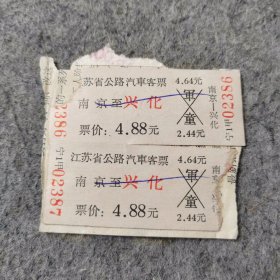 苏省公路汽車客票 4.64元
南京至兴化 軍童
票价：4.88元 2.44元
02386
南京—兴化
02386
江苏省公路汽車客票 4.64元
南京至兴化 軍童
票价：4.88元 2.44元
02387